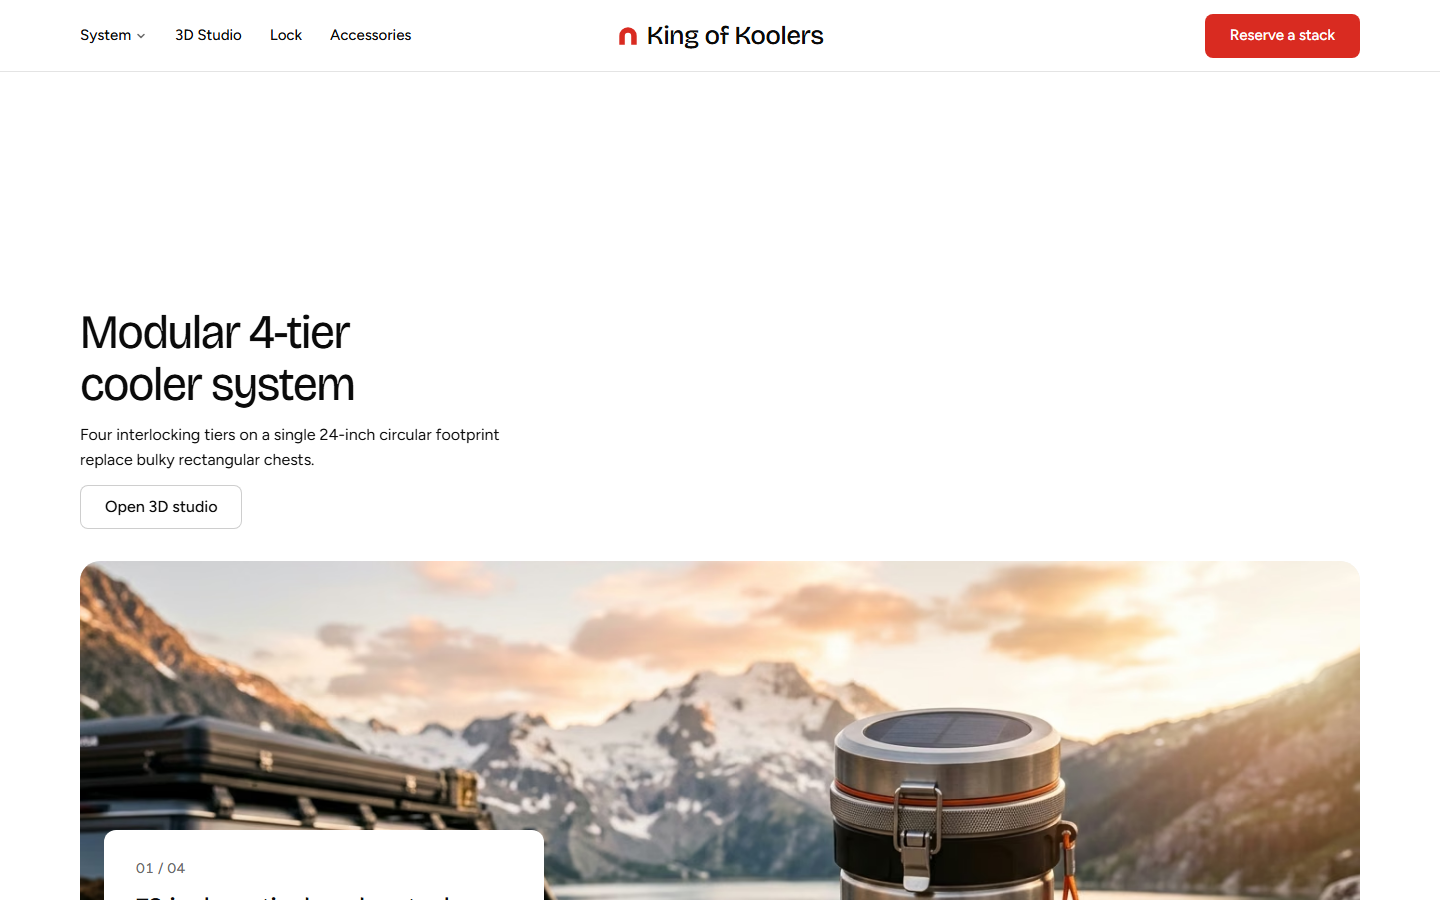 System
3D Studio
Lock
Accessories
King of Koolers
Reserve a stack
Modular 4-tier
cooler system
Four interlocking tiers on a single 24-inch circular footprint
replace bulky rectangular chests.
Open 3D studio
01 / 04